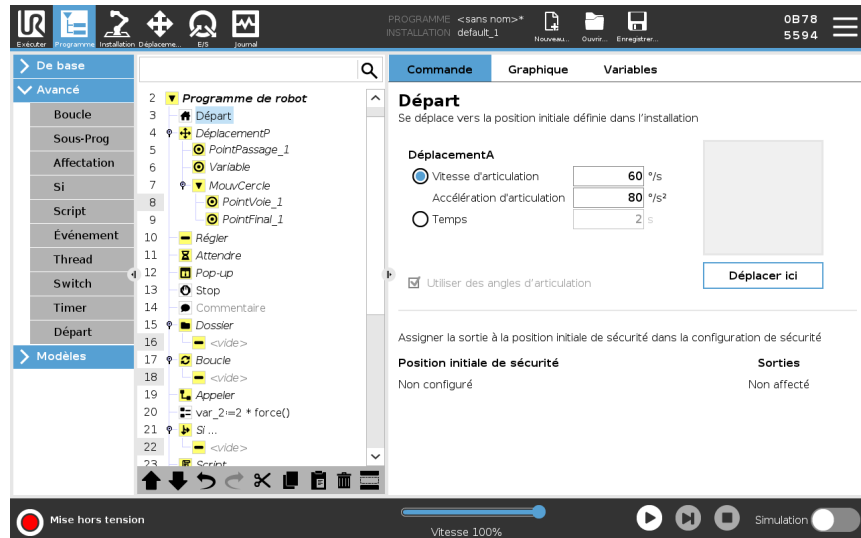 PROGRAMME <sans nom>*
INSTALLATION default_1
Exécuter
Programme
Installation
Déplaceme...
E/S
Journal
Nouveau...
Ouvrir...
Enregistrer...
0B78
5594
De base
Avancé
Boucle
Sous-Prog
Affectation
Si
Script
Événement
Thread
Switch
Timer
Départ
Modèles
2 Programme de robot
3 Départ
4 DéplacementP
5 PointPassage_1
6 Variable
7 MouvCercle
8 PointVoie_1
9 PointFinal_1
10 Régler
11 Attendre
12 Pop-up
13 Stop
14 Commentaire
15 Dossier
16 <vide>
17 Boucle
18 <vide>
19 Appeler
20 var_2:=2 * force()
21 Si ...
22 <vide>
23 Script
Commande
Graphique
Variables
Départ
Se déplace vers la position initiale définie dans l'installation
DéplacementA
Vitesse d'articulation 60 °/s
Accélération d'articulation 80 °/s²
Temps 2 s
Utiliser des angles d'articulation
Déplacer ici
Assigner la sortie à la position initiale de sécurité dans la configuration de sécurité
Position initiale de sécurité Sorties
Non configuré Non affecté
Mise hors tension
Vitesse 100%
Simulation